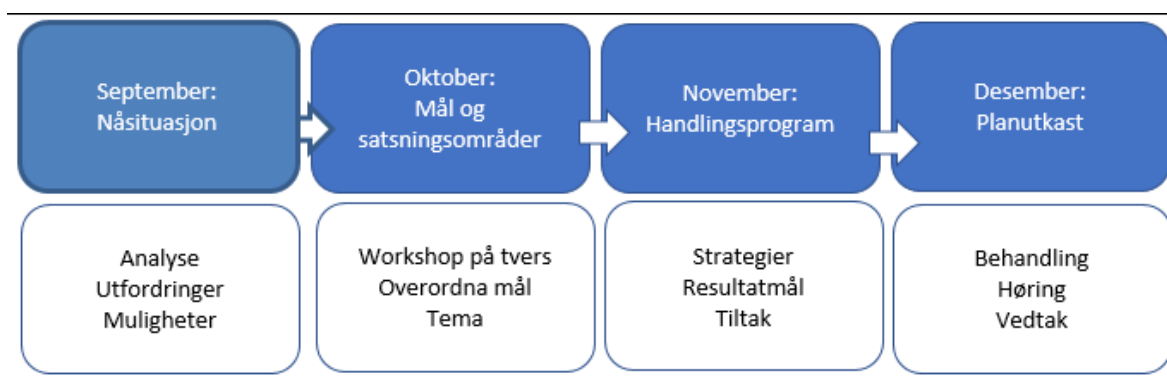 September:
Nåsituasjon
Oktober:
Mål og
satsningsområder
November:
Handlingsprogram
Desember:
Planutkast
Analyse
Utfordringer
Muligheter
Workshop på tvers
Overordna mål
Tema
Strategier
Resultatmål
Tiltak
Behandling
Høring
Vedtak